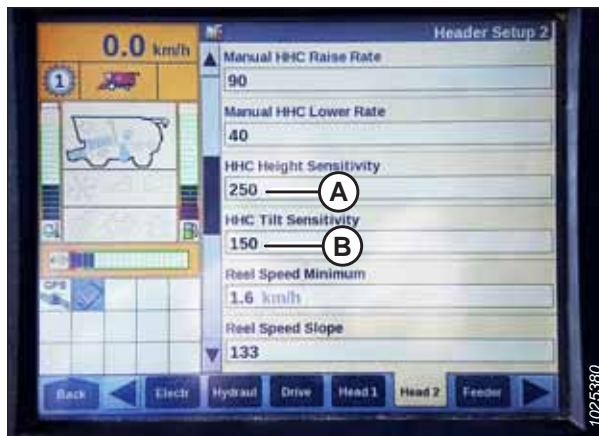 Header Setup 2
0.0 km/h
1
Manual HHC Raise Rate
90
Manual HHC Lower Rate
40
HHC Height Sensitivity
250
A
HHC Tilt Sensitivity
150
B
Reel Speed Minimum
1.6 km/h
GPS
Reel Speed Slope
133
Back
Electr
Hydraul
Drive
Head 1
Head 2
Feeder
1025380